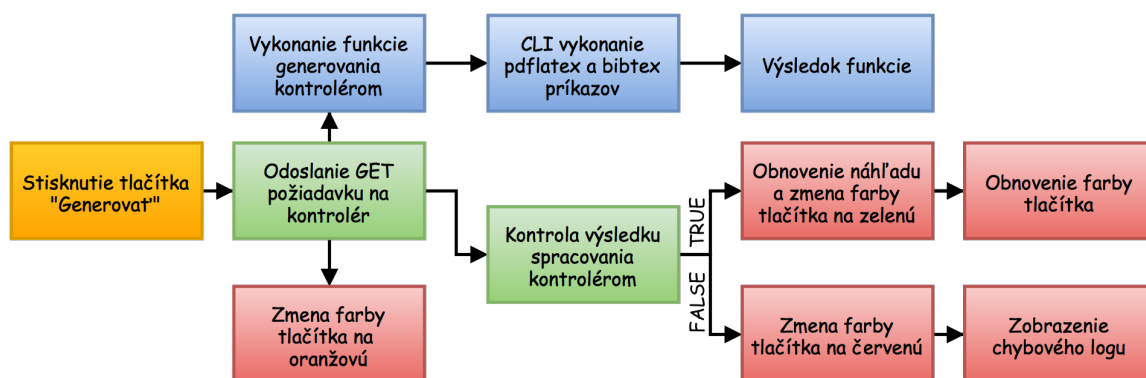 Vykonanie funkcie
generovania
kontrolérom
CLI vykonanie
pdflatex a bibtex
príkazov
Výsledok funkcie
Stisknutie tlačítka
"Generovať"
Odoslanie GET
požiadavku na
kontrolér
Kontrola výsledku
spracovania
kontrolérom
TRUE
FALSE
Obnovenie náhľadu
a zmena farby
tlačítka na zelenú
Obnovenie farby
tlačítka
Zmena farby
tlačítka na
oranžovú
Zmena farby
tlačítka na červenú
Zobrazenie
chybového logu